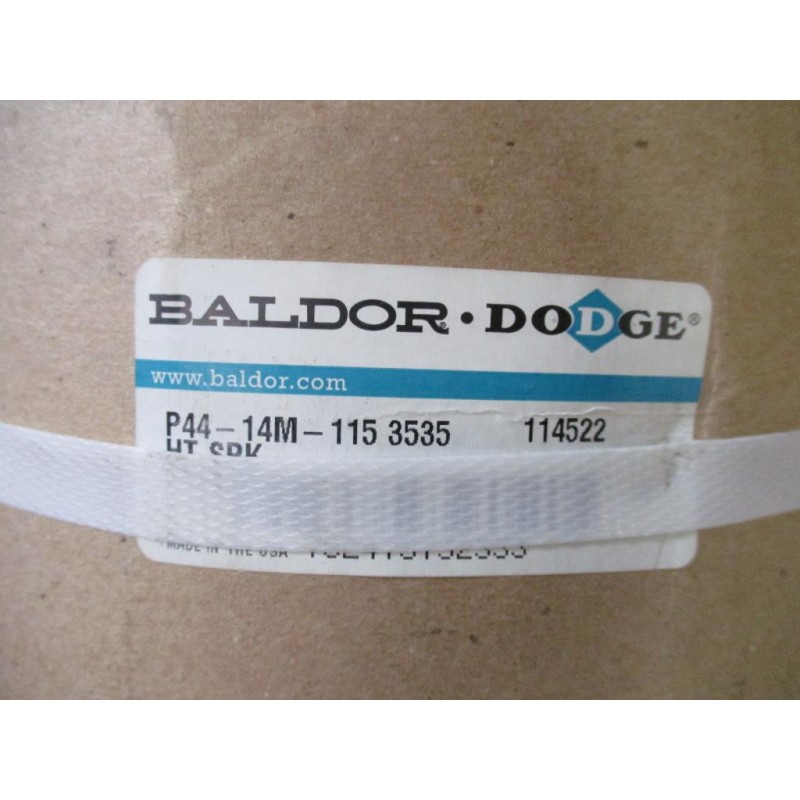 BALDOR® · DODGE®
www.baldor.com
P44-14M-115 3535 114522
HT SPK
MADE IN THE USA